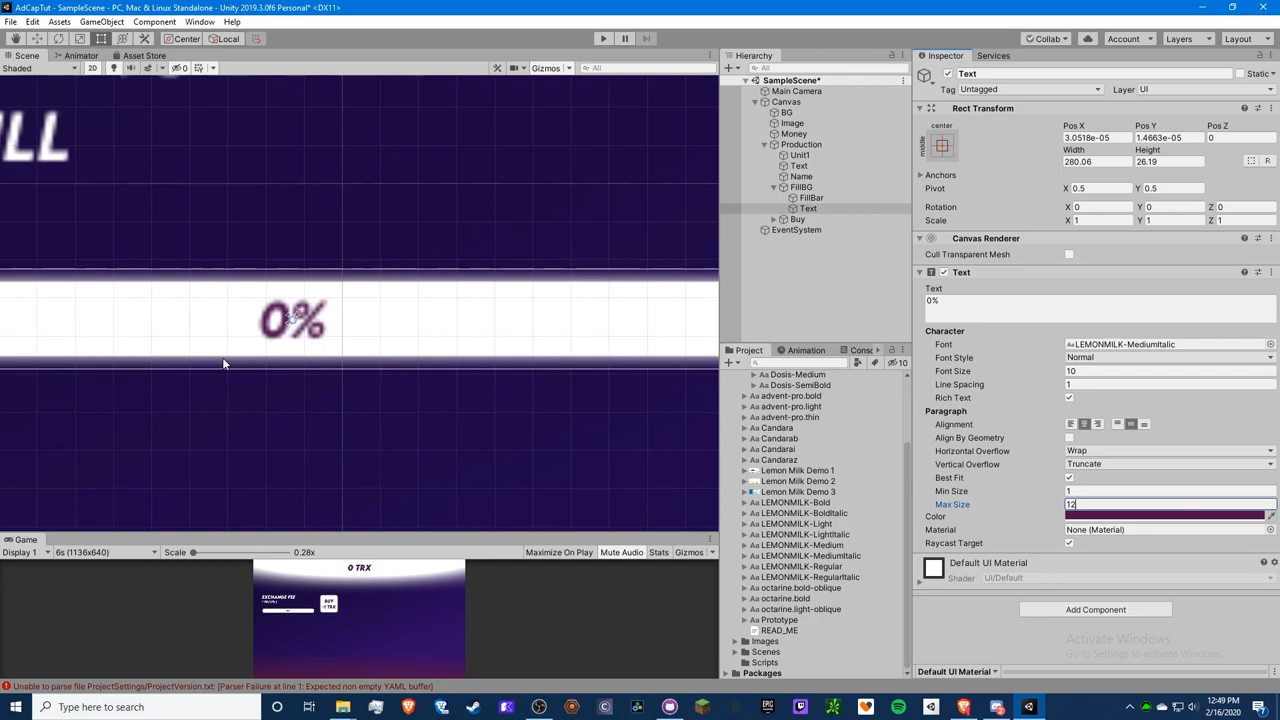 AdCapTut - SampleScene - PC, Mac & Linux Standalone - Unity 2019.3.0f6 Personal* <DX11>
File Edit Assets GameObject Component Window Help
Center Local Collab Account Layers Layout
Scene Animator Asset Store
Shaded 2D 0 Gizmos All
ILL
0%
Hierarchy
All
SampleScene*
Main Camera
Canvas
BG
Image
Money
Production
Unit1
Text
Name
FillBG
FillBar
Text
Buy
EventSystem
Project Animation Conso
10
Dosis-Medium
Dosis-SemiBold
advent-pro.bold
advent-pro.light
advent-pro.thin
Candara
Candarab
Candarai
Candaraz
Lemon Milk Demo 1
Lemon Milk Demo 2
Lemon Milk Demo 3
LEMONMILK-Bold
LEMONMILK-BoldItalic
LEMONMILK-Light
LEMONMILK-LightItalic
LEMONMILK-Medium
LEMONMILK-MediumItalic
LEMONMILK-Regular
LEMONMILK-RegularItalic
octarine.bold-oblique
octarine.bold
octarine.light-oblique
Prototype
READ_ME
Images
Scenes
Scripts
Packages
Inspector Services
Text Static
Tag Untagged Layer UI
Rect Transform
center
middle
Pos X Pos Y Pos Z
3.0518e-05 1.4663e-05 0
Width Height
280.06 26.19 R
Anchors
Pivot X 0.5 Y 0.5
Rotation X 0 Y 0 Z 0
Scale X 1 Y 1 Z 1
Canvas Renderer
Cull Transparent Mesh
Text
Text
0%
Character
Font LEMONMILK-MediumItalic
Font Style Normal
Font Size 10
Line Spacing 1
Rich Text
Paragraph
Alignment
Align By Geometry
Horizontal Overflow Wrap
Vertical Overflow Truncate
Best Fit
Min Size 1
Max Size 12
Color
Material None (Material)
Raycast Target
Default UI Material
Shader UI/Default
Add Component
Activate Windows
Go to Settings to activate Windows.
Default UI Material
Game
Display 1 6s (1136x640) Scale 0.28x Maximize On Play Mute Audio Stats Gizmos
0 TRX
EXCHANGE FEE
BUY
-1 TRX
Unable to parse file ProjectSettings/ProjectVersion.txt: [Parser Failure at line 1: Expected non empty YAML buffer]
Type here to search
12:49 PM
2/16/2020